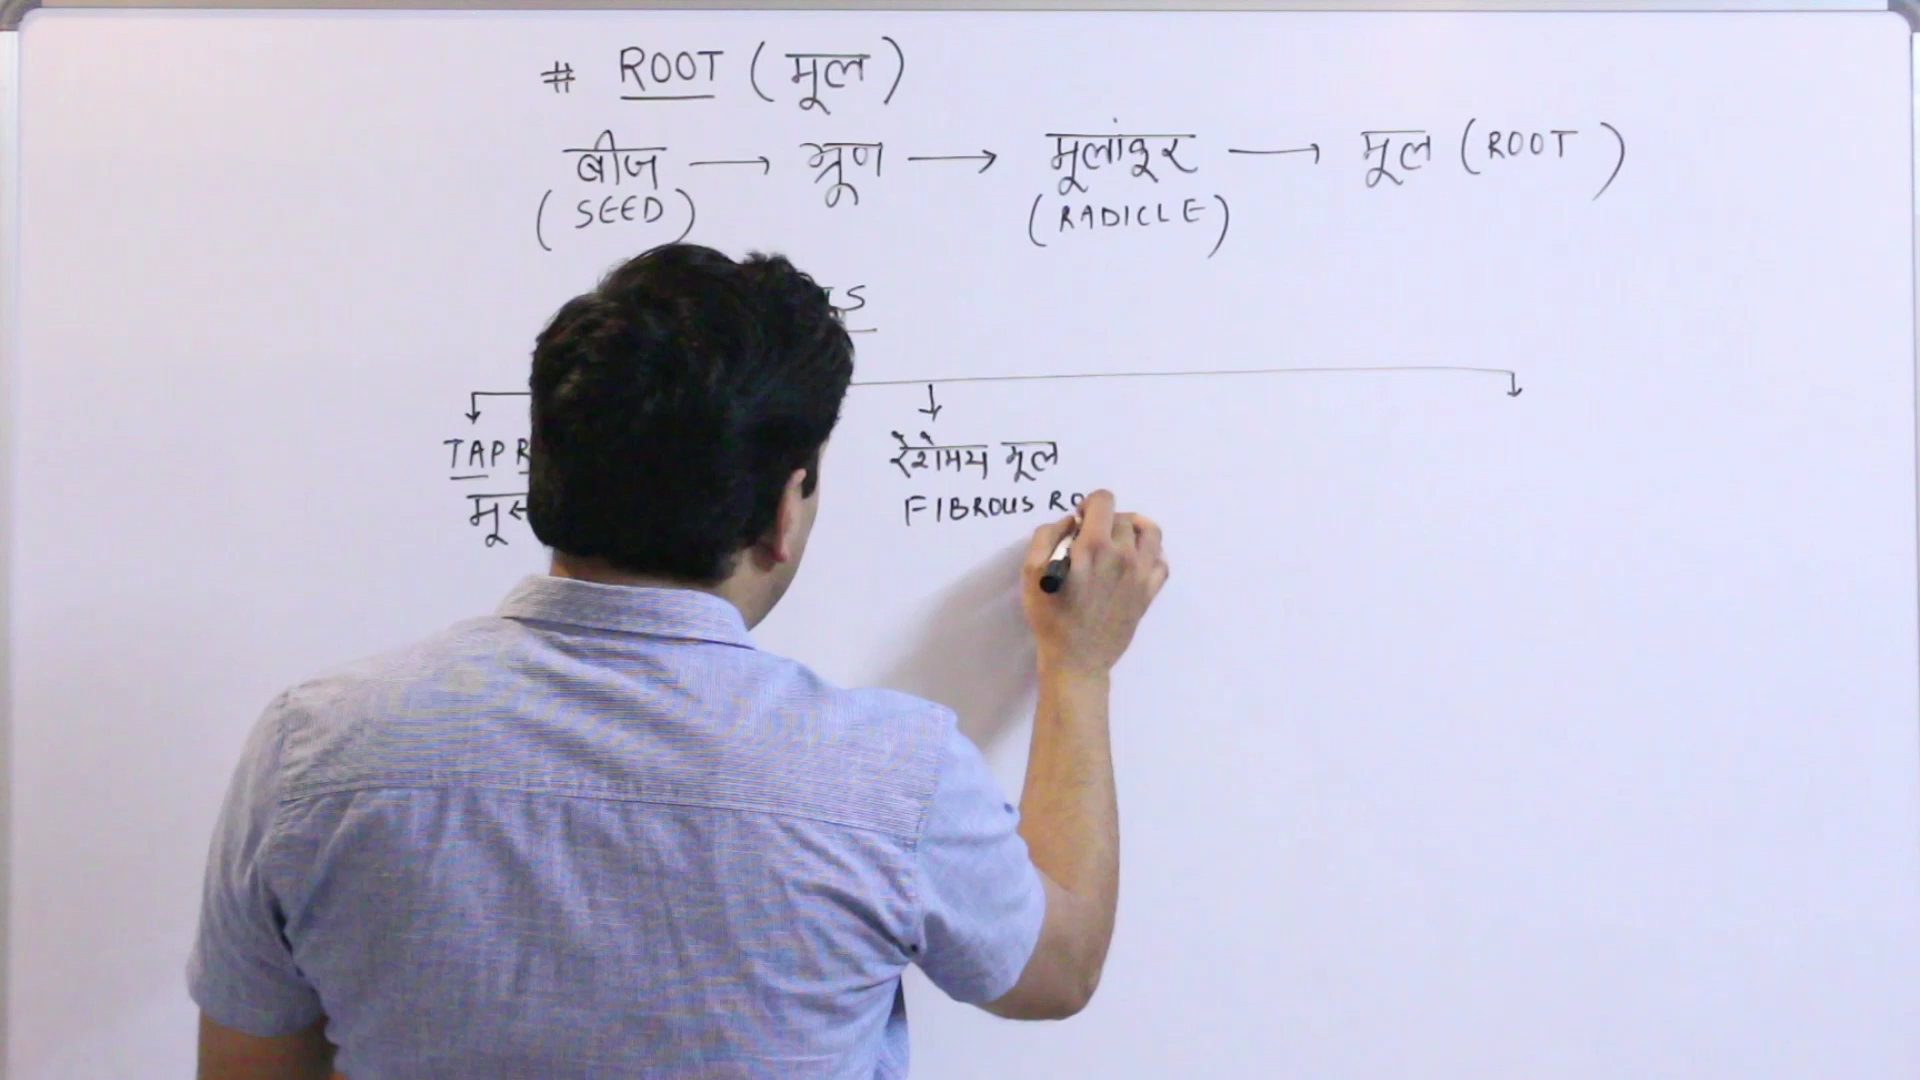 # ROOT (मूल)
बीज → भ्रूण → मूलांकूर → मूल (ROOT)
(SEED) (RADICLE)
TAP रेशेमय मूल
FIBROUS